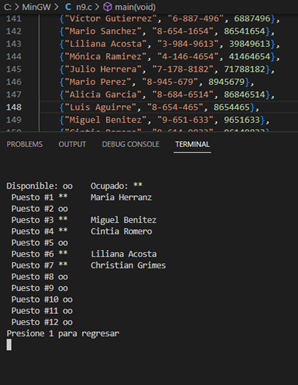 C: > MinGW > C n9.c > main(void)
141 {"Víctor Gutierrez", "6-887-496", 6887496},
142 {"Mario Sanchez", "8-654-1654", 86541654},
143 {"Liliana Acosta", "3-984-9613", 39849613},
144 {"Mónica Ramirez", "4-146-4654", 41464654},
145 {"Julio Herrera", "7-178-8182", 71788182},
146 {"Mario Perez", "8-945-679", 8945679},
147 {"Alicia Garcia", "8-684-6514", 86846514},
148 {"Luis Aguirre", "8-654-465", 8654465},
149 {"Miguel Benitez", "9-651-633", 9651633},
150
PROBLEMS OUTPUT DEBUG CONSOLE TERMINAL
Disponible: oo Ocupado: **
Puesto #1 ** Maria Herranz
Puesto #2 oo
Puesto #3 ** Miguel Benitez
Puesto #4 ** Cintia Romero
Puesto #5 oo
Puesto #6 ** Liliana Acosta
Puesto #7 ** Christian Grimes
Puesto #8 oo
Puesto #9 oo
Puesto #10 oo
Puesto #11 oo
Puesto #12 oo
Presione 1 para regresar